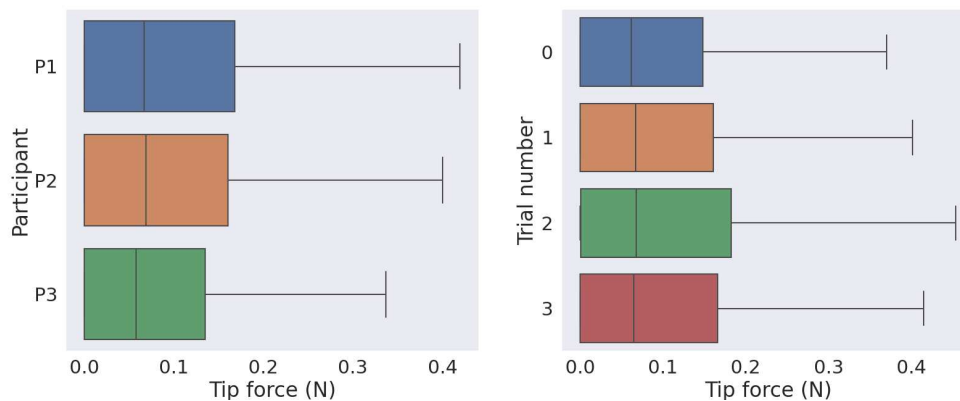 Participant
P1
P2
P3
0.0 0.1 0.2 0.3 0.4
Tip force (N)
Trial number
0
1
2
3
0.0 0.1 0.2 0.3 0.4
Tip force (N)